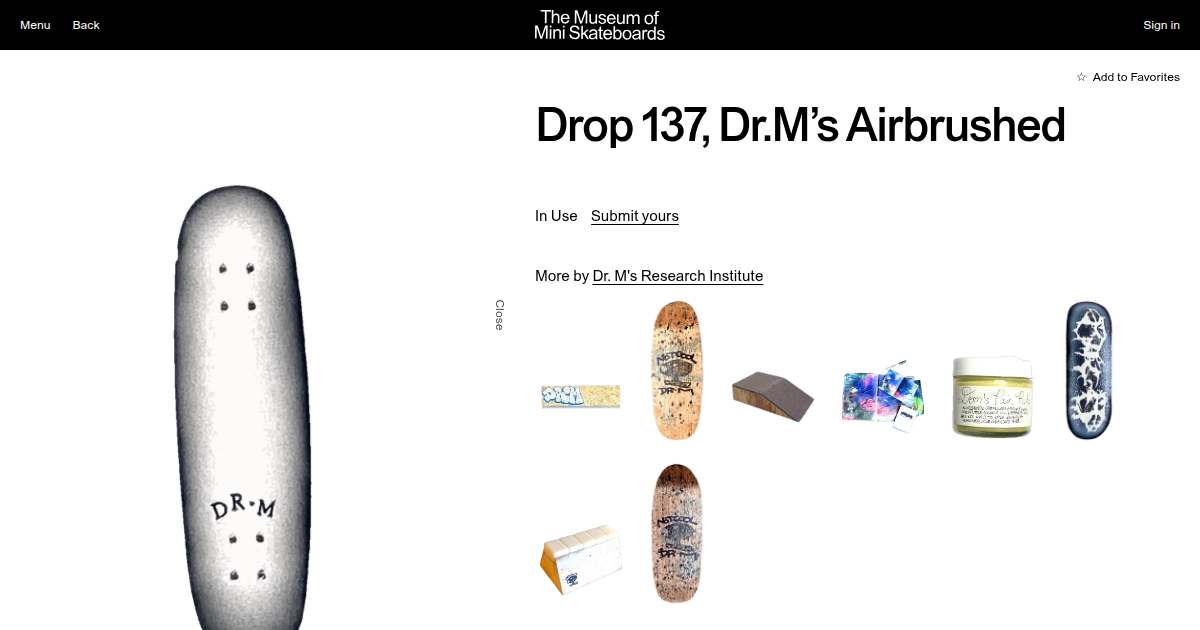 Menu
Back
The Museum of
Mini Skateboards
Sign in
☆ Add to Favorites
Drop 137, Dr.M’s Airbrushed
In Use
Submit yours
More by Dr. M's Research Institute
Close
DR·M